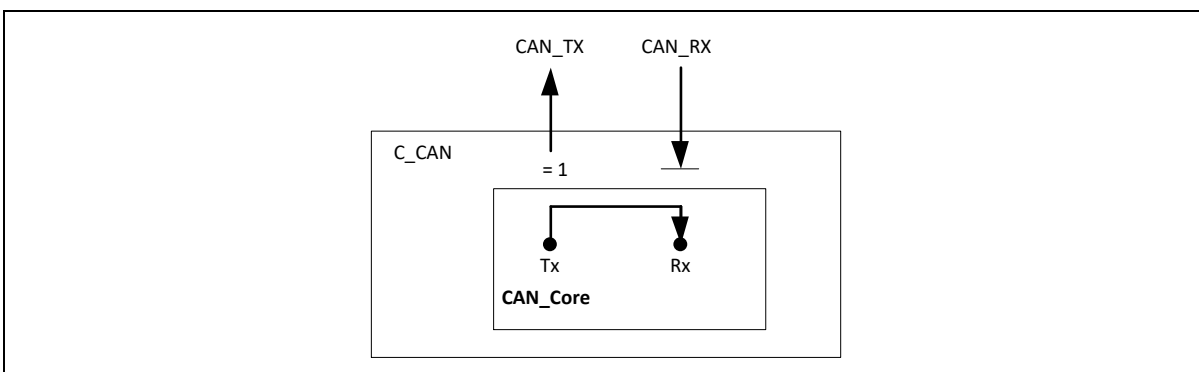 CAN_TX CAN_RX
C_CAN
= 1
Tx Rx
CAN_Core